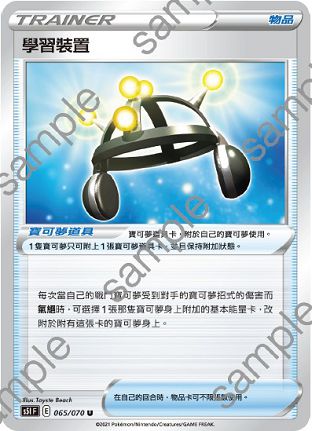 TRAINER
物品
學習裝置
sample
寶可夢道具
寶可夢道具卡，附於自己的寶可夢使用。
1隻寶可夢只可附上1張寶可夢道具卡，並且保持附加狀態。
每次當自己的戰鬥寶可夢受到對手的寶可夢招式的傷害而
氣絕時，可選擇1個那隻寶可夢身上附加的基本能量卡，改
附於附有這張卡的寶可夢身上。
Illus. Toyste Beach
在自己的回合時，物品卡可不限張數使用。
S5I F E 065/070 U
©2021 Pokémon/Nintendo/Creatures/GAME FREAK.